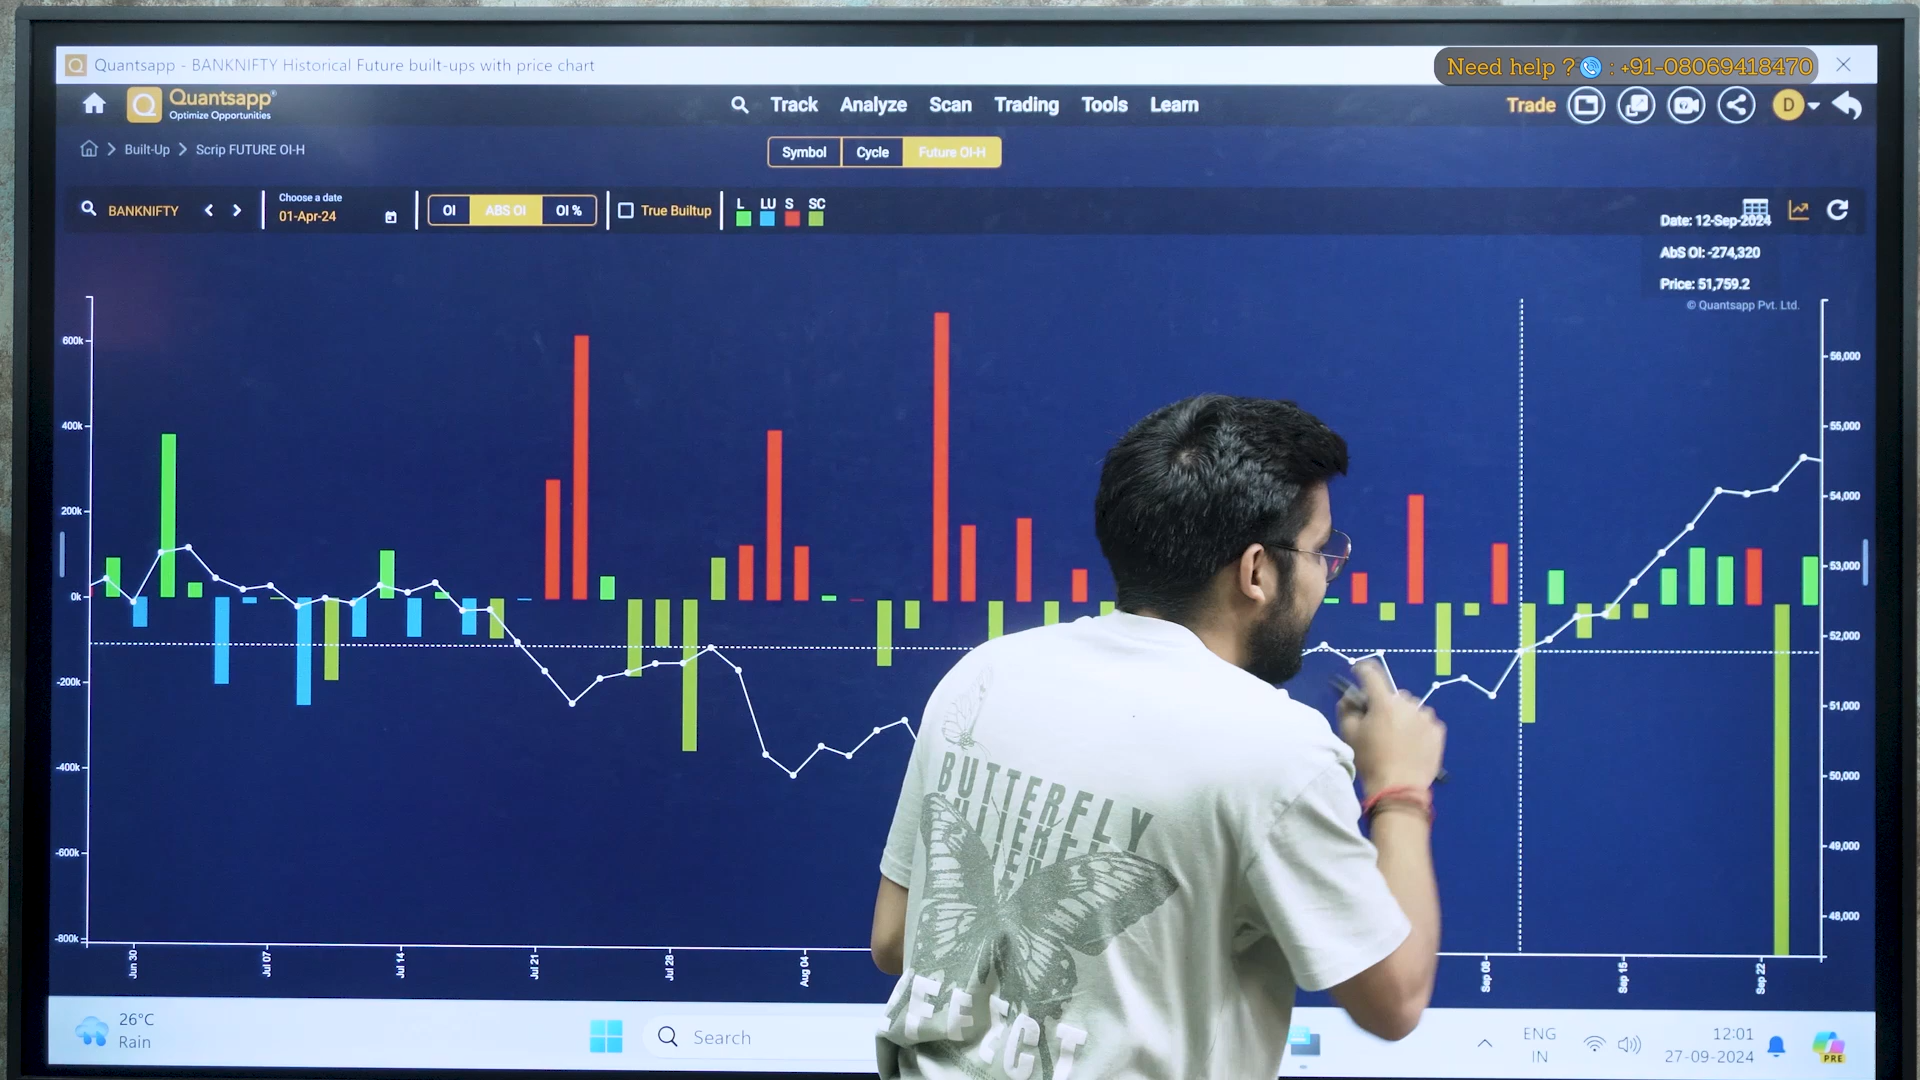 Quantsapp - BANKNIFTY Historical Future built-ups with price chart
Need help ? : +91-08069418470
Quantsapp
Optimize Opportunities
Track Analyze Scan Trading Tools Learn
Trade
D
Built-Up > Scrip FUTURE OI-H
Symbol Cycle Future OI-H
BANKNIFTY
Choose a date
01-Apr-24
OI ABS OI OI %
True Builtup
L LU S SC
Date: 12-Sep-2024
AbS OI: -274,320
Price: 51,759.2
© Quantsapp Pvt. Ltd.
600k
400k
200k
0k
-200k
-400k
-600k
-800k
56,000
55,000
54,000
53,000
52,000
51,000
50,000
49,000
48,000
Jun 30
Jul 07
Jul 14
Jul 21
Jul 28
Aug 04
Sep 08
Sep 15
Sep 22
BUTTERFLY
EFFECT
26°C
Rain
Search
ENG
IN
12:01
27-09-2024
PRE